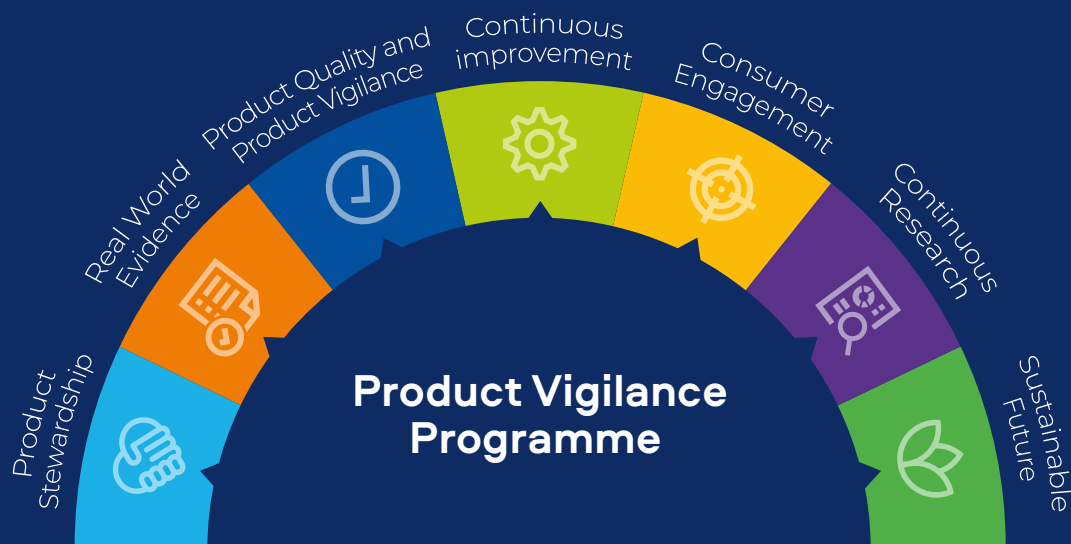 Product
Stewardship
Real World
Evidence
Product Quality and
Product Vigilance
Continuous
improvement
Consumer
Engagement
Continuous
Research
Sustainable
Future
Product Vigilance
Programme